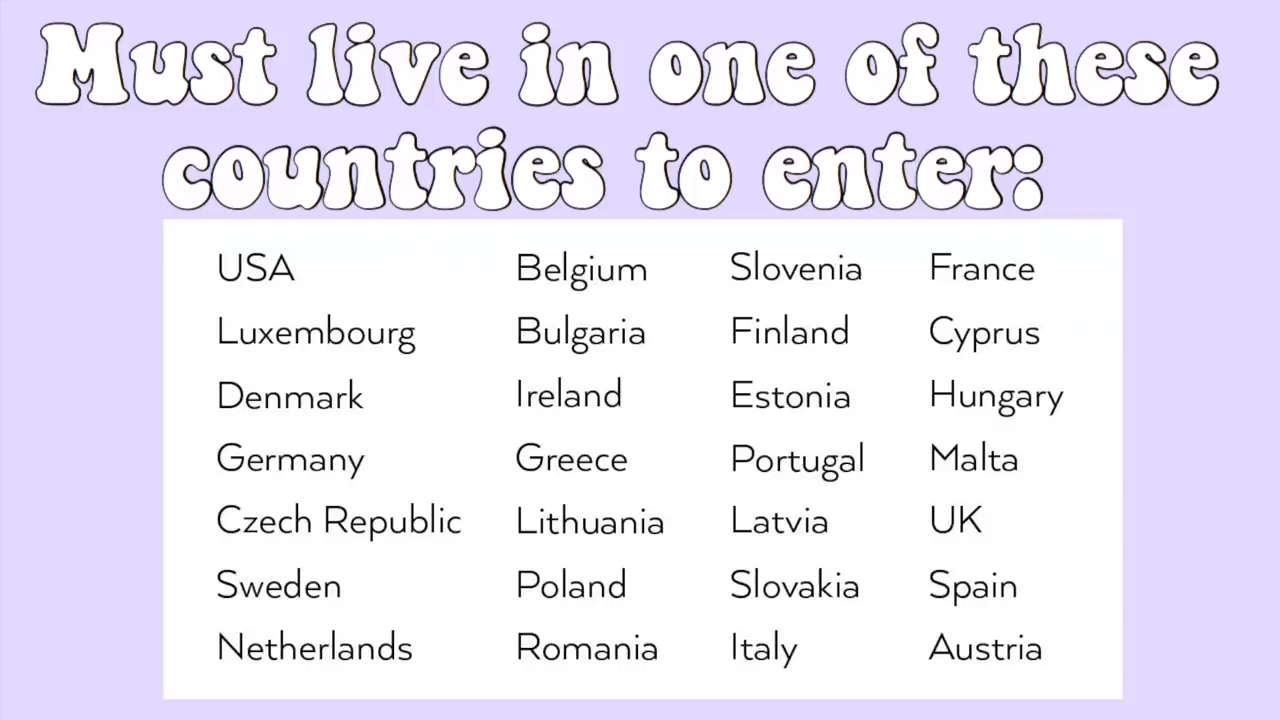 Must live in one of these
countries to enter:
USA Belgium Slovenia France
Luxembourg Bulgaria Finland Cyprus
Denmark Ireland Estonia Hungary
Germany Greece Portugal Malta
Czech Republic Lithuania Latvia UK
Sweden Poland Slovakia Spain
Netherlands Romania Italy Austria